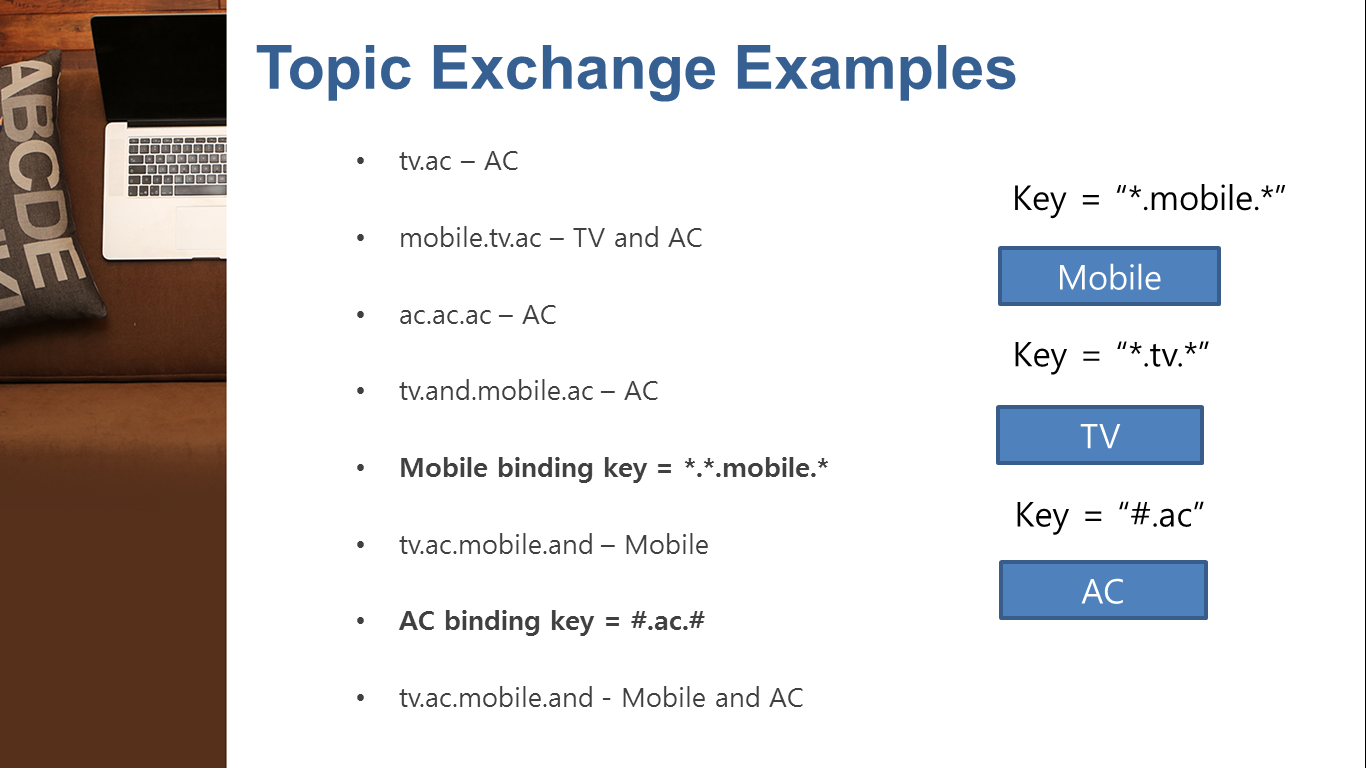 Topic Exchange Examples
• tv.ac – AC
• mobile.tv.ac – TV and AC
• ac.ac.ac – AC
• tv.and.mobile.ac – AC
• Mobile binding key = *.*.mobile.*
• tv.ac.mobile.and – Mobile
• AC binding key = #.ac.#
• tv.ac.mobile.and - Mobile and AC
Key = “*.mobile.*”
Mobile
Key = “*.tv.*”
TV
Key = “#.ac”
AC
ABCDE